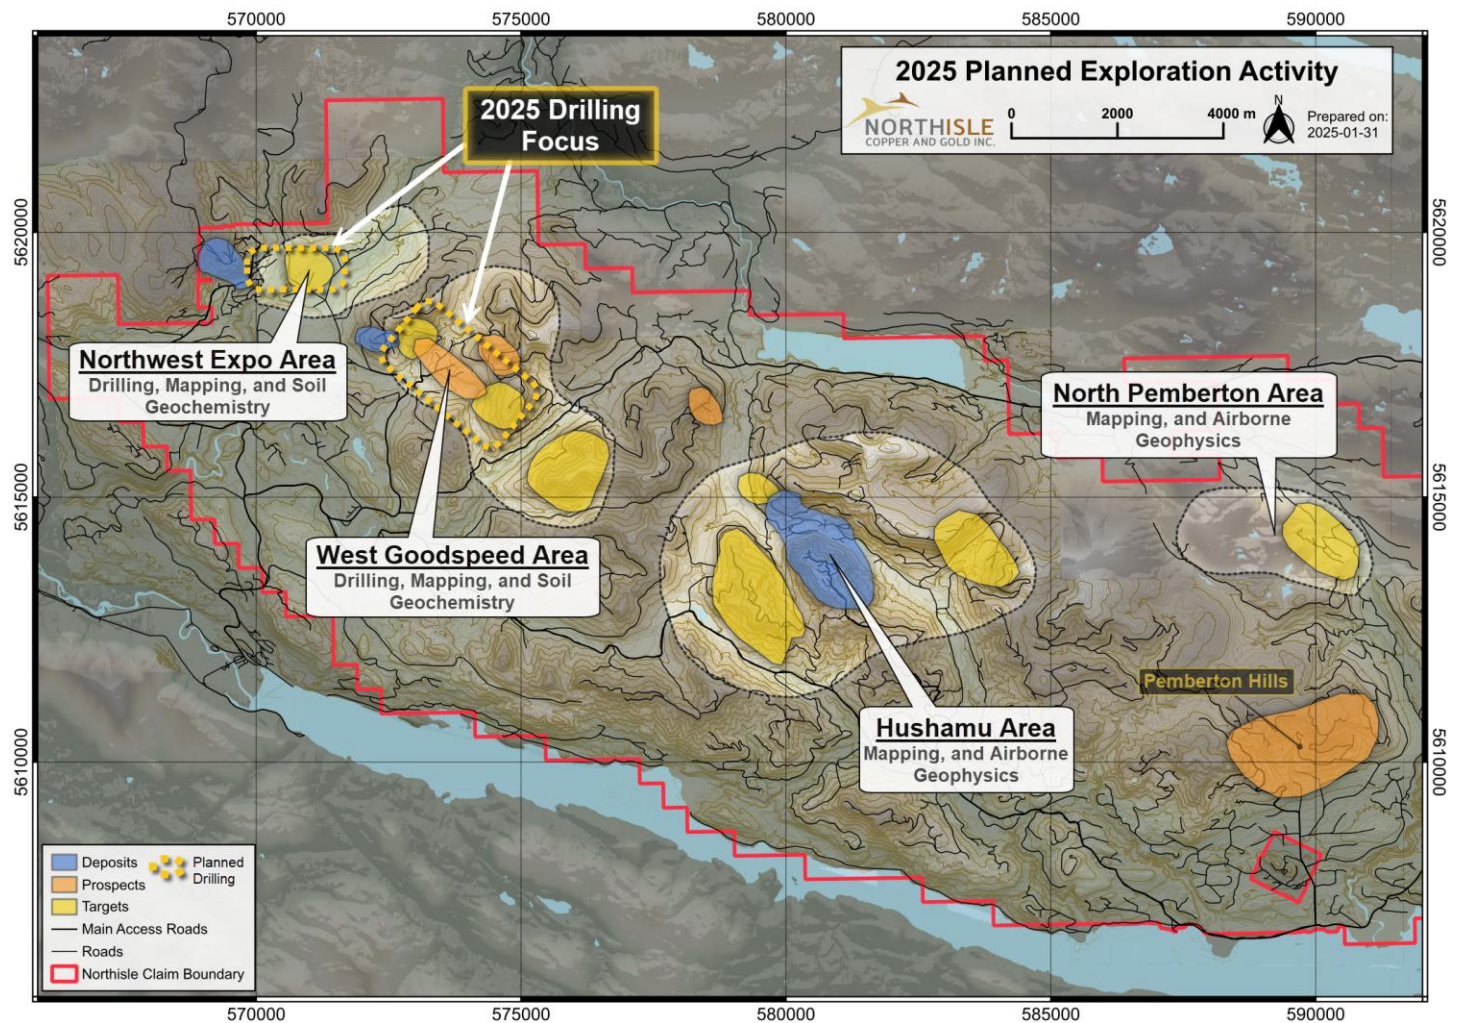 570000
575000
580000
585000
590000
2025 Planned Exploration Activity
NORTHISLE
COPPER AND GOLD INC.
0
2000
4000 m
N
Prepared on:
2025-01-31
2025 Drilling
Focus
5620000
5620000
Northwest Expo Area
Drilling, Mapping, and Soil
Geochemistry
North Pemberton Area
Mapping, and Airborne
Geophysics
5615000
5615000
West Goodspeed Area
Drilling, Mapping, and Soil
Geochemistry
Pemberton Hills
Hushamu Area
Mapping, and Airborne
Geophysics
5610000
5610000
Deposits
Planned
Drilling
Prospects
Targets
Main Access Roads
Roads
Northisle Claim Boundary
570000
575000
580000
585000
590000